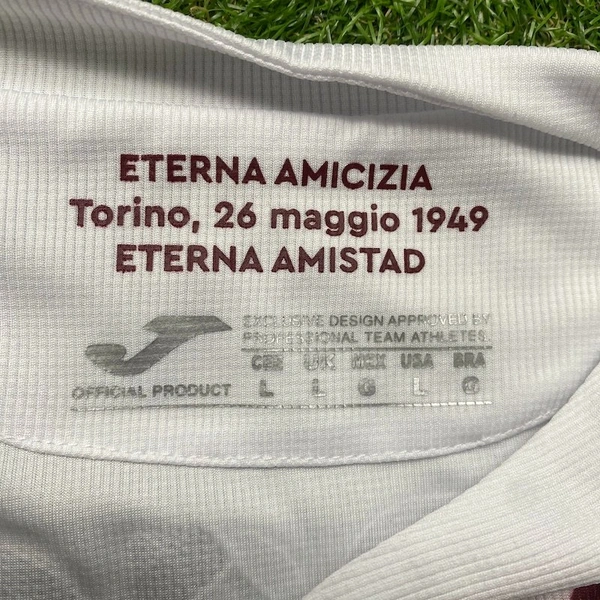 ETERNA AMICIZIA
Torino, 26 maggio 1949
ETERNA AMISTAD
EXCLUSIVE DESIGN APPROVED BY
PROFESSIONAL TEAM ATHLETES.
CEE UK MEX USA BRA
OFFICIAL PRODUCT L L G L G